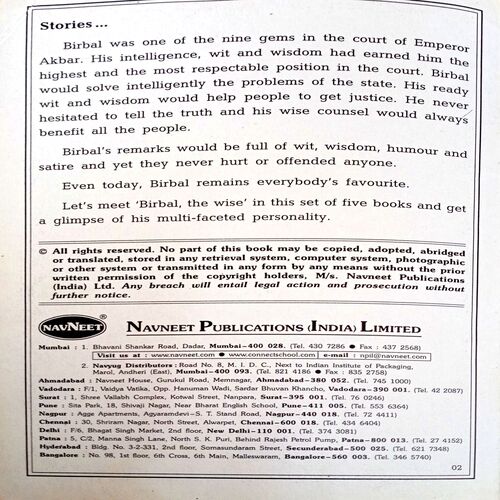 Stories ...
Birbal was one of the nine gems in the court of Emperor
Akbar. His intelligence, wit and wisdom had earned him the
highest and the most respectable position in the court. Birbal
would solve intelligently the problems of the state. His ready
wit and wisdom would help people to get justice. He never
hesitated to tell the truth and his wise counsel would always
benefit all the people.
Birbal's remarks would be full of wit, wisdom, humour and
satire and yet they never hurt or offended anyone.
Even today, Birbal remains everybody's favourite.
Let's meet 'Birbal, the wise' in this set of five books and get
a glimpse of his multi-faceted personality.
© All rights reserved. No part of this book may be copied, adopted, abridged
or translated, stored in any retrieval system, computer system, photographic
or other system or transmitted in any form by any means without the prior
written permission of the copyright holders, M/s. Navneet Publications
(India) Ltd. Any breach will entail legal action and prosecution without
further notice.
NAVNEET ® NAVNEET PUBLICATIONS (INDIA) LIMITED
Mumbai : 1. Bhavani Shankar Road, Dadar, Mumbai-400 028. (Tel. 430 7286 ● Fax : 437 2568)
Visit us at : www.navneet.com ● www.connectschool.com | e-mail : npil@navneet.com
2. Navyug Distributors : Road No. 8, M. I. D. C., Next to Indian Institute of Packaging,
Marol, Andheri (East), Mumbai-400 093. (Tel. 821 4186 ● Fax : 835 2758)
Ahmadabad : Navneet House, Gurukul Road, Memnagar, Ahmadabad-380 052. (Tel. 745 1000)
Vadodara : F/1, Vaidya Vatika, Opp. Hanuman Wadi, Sardar Bhuvan Khancho, Vadodara-390 001. (Tel. 42 2087)
Surat : 1, Shree Vallabh Complex, Kotwal Street, Nanpara, Surat-395 001. (Tel. 76 0246)
Pune : Sita Park, 18, Shivaji Nagar, Near Bharat English School, Pune-411 005. (Tel. 553 6364)
Nagpur : Agge Apartments, Agyaramdevi–S. T. Stand Road, Nagpur-440 018. (Tel. 72 4411)
Chennai : 30, Shriram Nagar, North Street, Alwarpet, Chennai-600 018. (Tel. 434 6404)
Delhi : F/6, Bhagat Singh Market, 2nd floor, New Delhi-110 001. (Tel. 374 3081)
Patna : 5, C/2, Manna Singh Lane, North S. K. Puri, Behind Rajesh Petrol Pump, Patna-800 013. (Tel. 27 4152)
Hyderabad : Bldg. No. 3-2-331, 2nd floor, Somasundaram Street, Secunderabad-500 025. (Tel. 621 7348)
Bangalore : No. 98, 1st floor, 6th Cross, 6th Main, Malleswaram, Bangalore-560 003. (Tel. 346 5740)
02